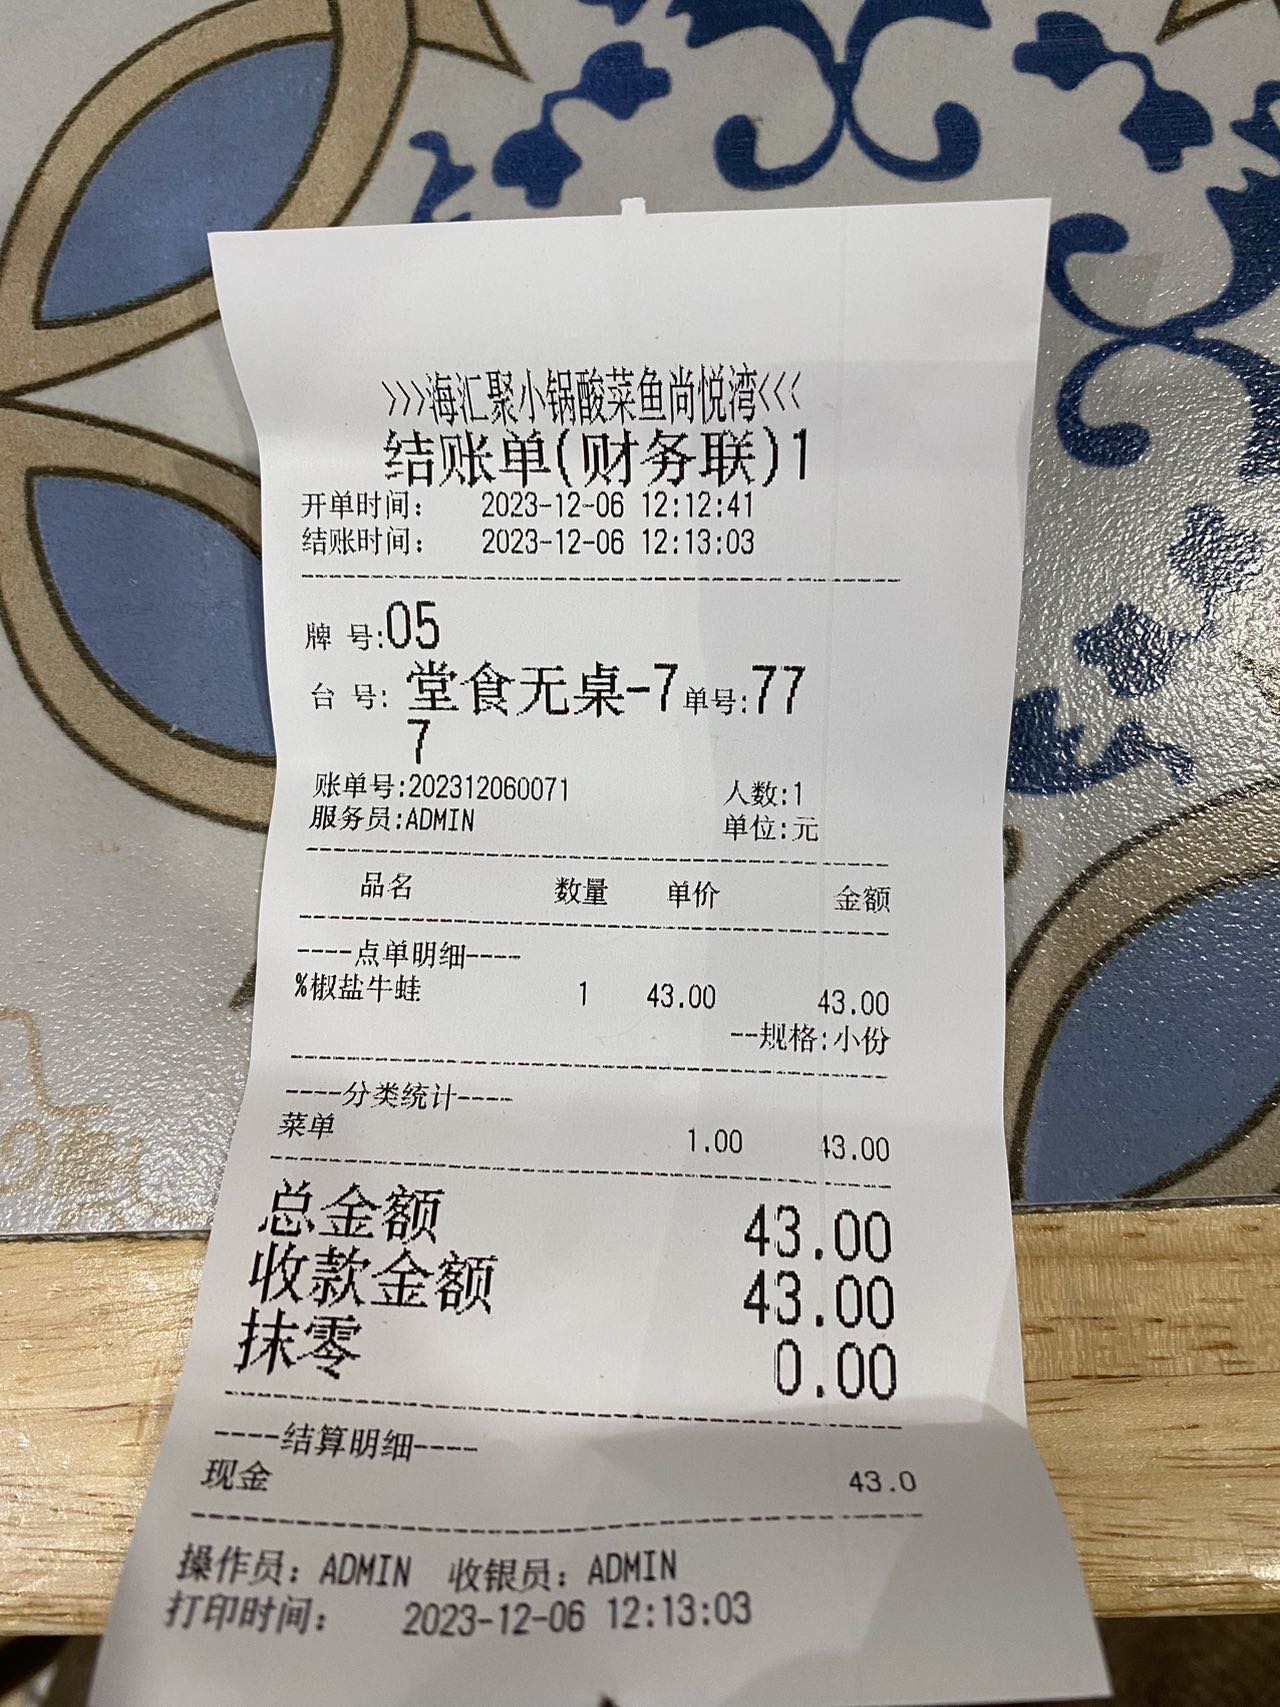 >>>海汇聚小锅酸菜鱼尚悦湾<<<
结账单(财务联)1
开单时间: 2023-12-06 12:12:41
结账时间: 2023-12-06 12:13:03
牌 号:05
台 号: 堂食无桌-7 单号:77
7
账单号:202312060071 人数:1
服务员:ADMIN 单位:元
品名 数量 单价 金额
----点单明细----
%椒盐牛蛙 1 43.00 43.00
--规格:小份
----分类统计----
菜单 1.00 43.00
总金额 43.00
收款金额 43.00
抹零 0.00
----结算明细----
现金 43.0
操作员: ADMIN 收银员: ADMIN
打印时间: 2023-12-06 12:13:03